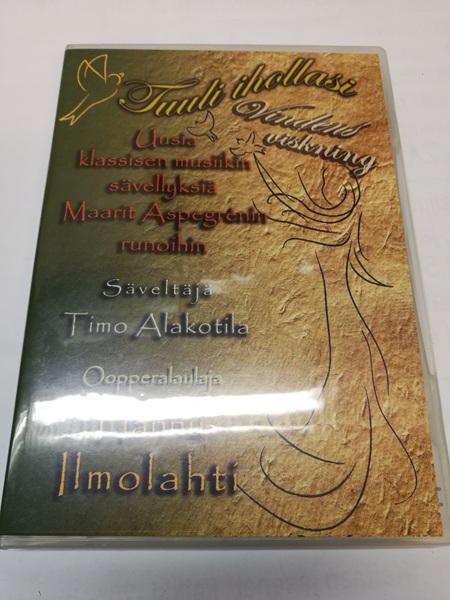 Tuuli ihollasi
Vindens
viskning
Uusia
klassisen musiikin
sävellyksiä
Maarit Aspegrénin
runoihin
Säveltäjä
Timo Alakotila
Oopperalaulaja
Ilmolahti